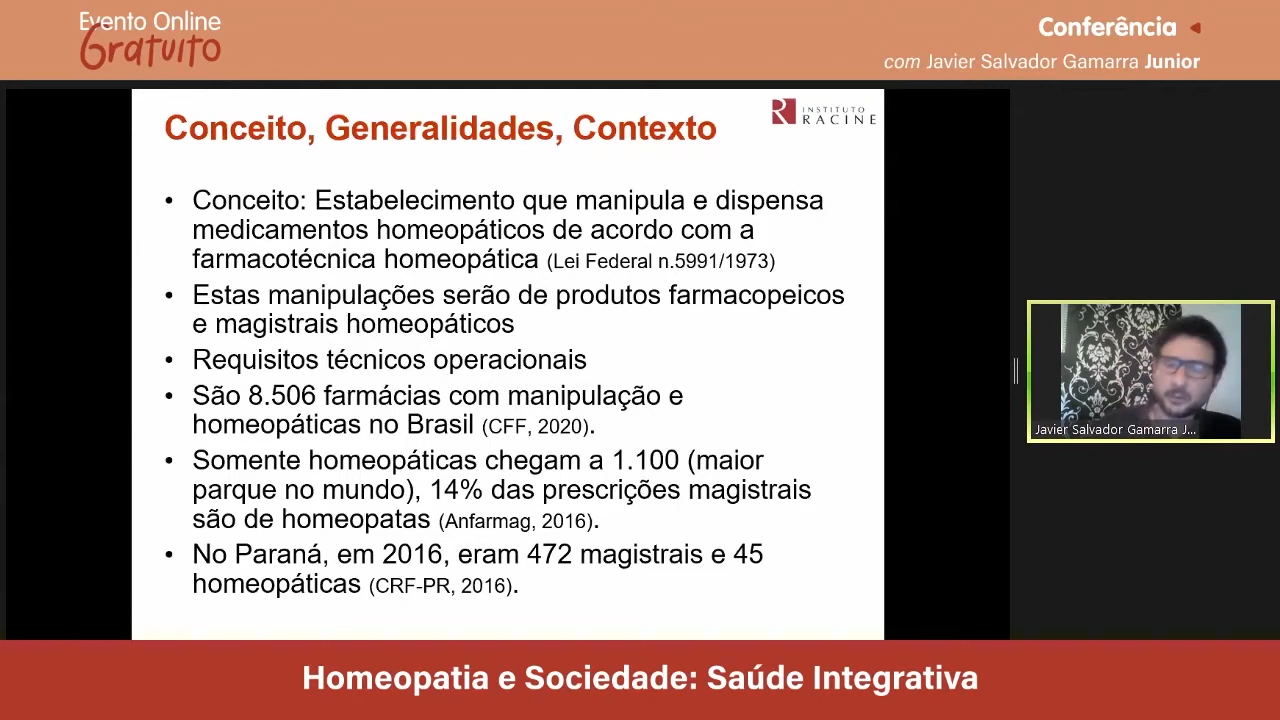 Evento Online
Gratuito
Conferência
com Javier Salvador Gamarra Junior
INSTITUTO
RACINE
Conceito, Generalidades, Contexto
• Conceito: Estabelecimento que manipula e dispensa
medicamentos homeopáticos de acordo com a
farmacotécnica homeopática (Lei Federal n.5991/1973)
• Estas manipulações serão de produtos farmacopeicos
e magistrais homeopáticos
• Requisitos técnicos operacionais
• São 8.506 farmácias com manipulação e
homeopáticas no Brasil (CFF, 2020).
• Somente homeopáticas chegam a 1.100 (maior
parque no mundo), 14% das prescrições magistrais
são de homeopatas (Anfarmag, 2016).
• No Paraná, em 2016, eram 472 magistrais e 45
homeopáticas (CRF-PR, 2016).
Javier Salvador Gamarra J...
Homeopatia e Sociedade: Saúde Integrativa